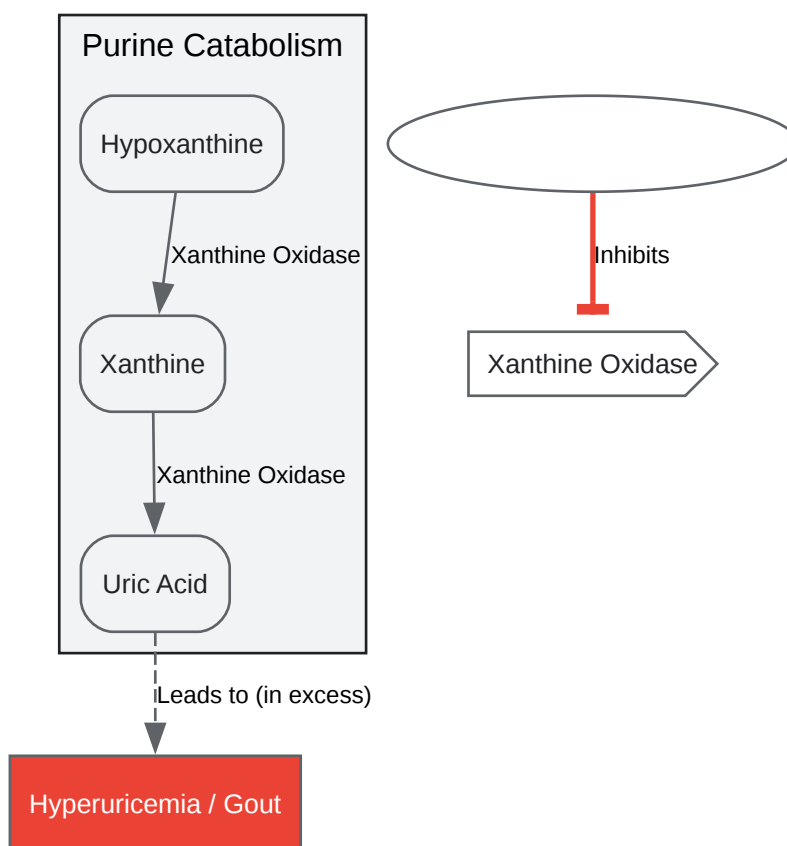 Purine Catabolism
Hypoxanthine
Xanthine Oxidase
Inhibits
Xanthine
Xanthine Oxidase
Xanthine Oxidase
Uric Acid
Leads to (in excess)
Hyperuricemia / Gout